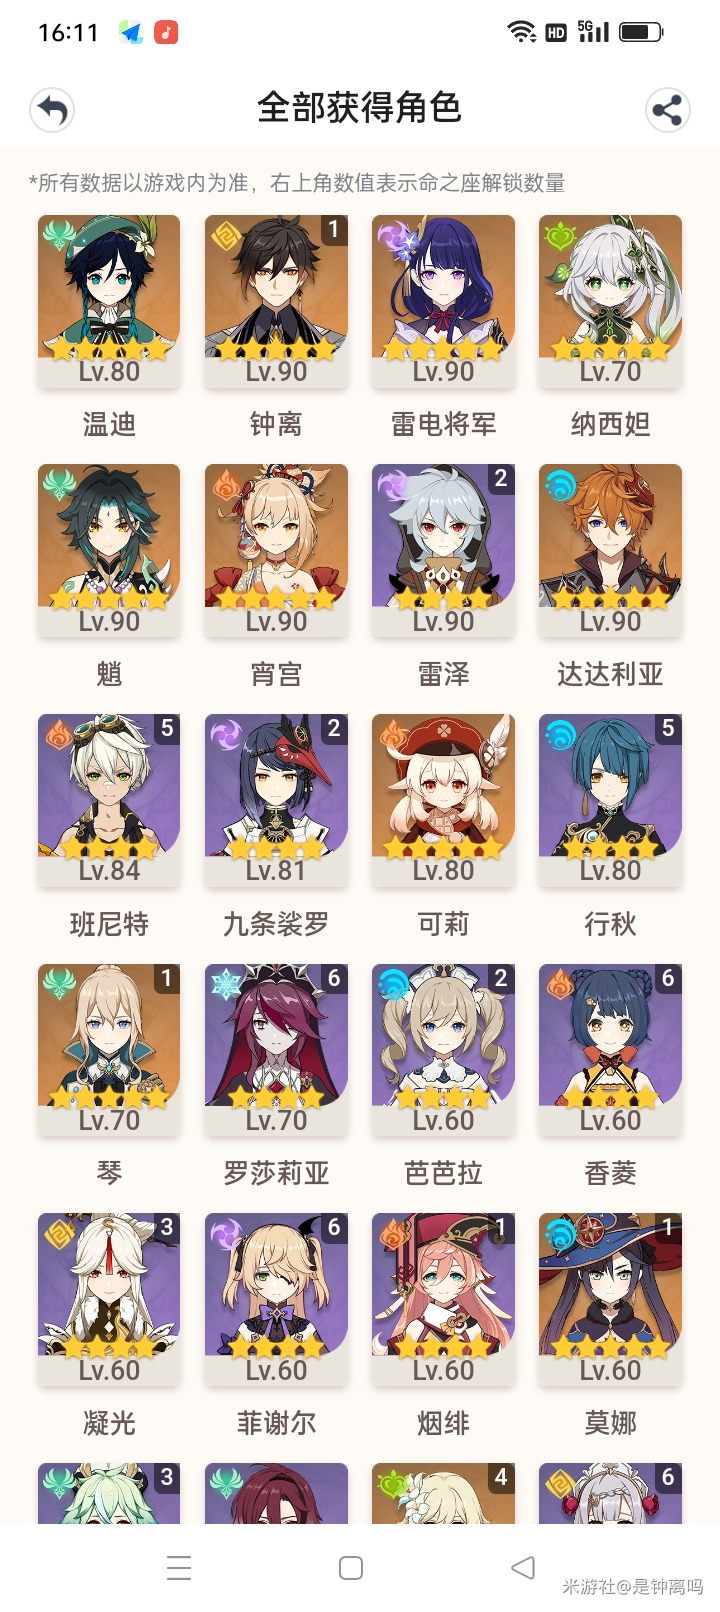 16:11 HD 5G
全部获得角色
*所有数据以游戏内为准，右上角数值表示命之座解锁数量
1
Lv.80 Lv.90 Lv.90 Lv.70
温迪 钟离 雷电将军 纳西妲
2
Lv.90 Lv.90 Lv.90 Lv.90
魈 宵宫 雷泽 达达利亚
5 2 5
Lv.84 Lv.81 Lv.80 Lv.80
班尼特 九条裟罗 可莉 行秋
1 6 2 6
Lv.70 Lv.70 Lv.60 Lv.60
琴 罗莎莉亚 芭芭拉 香菱
3 6 1 1
Lv.60 Lv.60 Lv.60 Lv.60
凝光 菲谢尔 烟绯 莫娜
3 4 6
米游社@是钟离吗